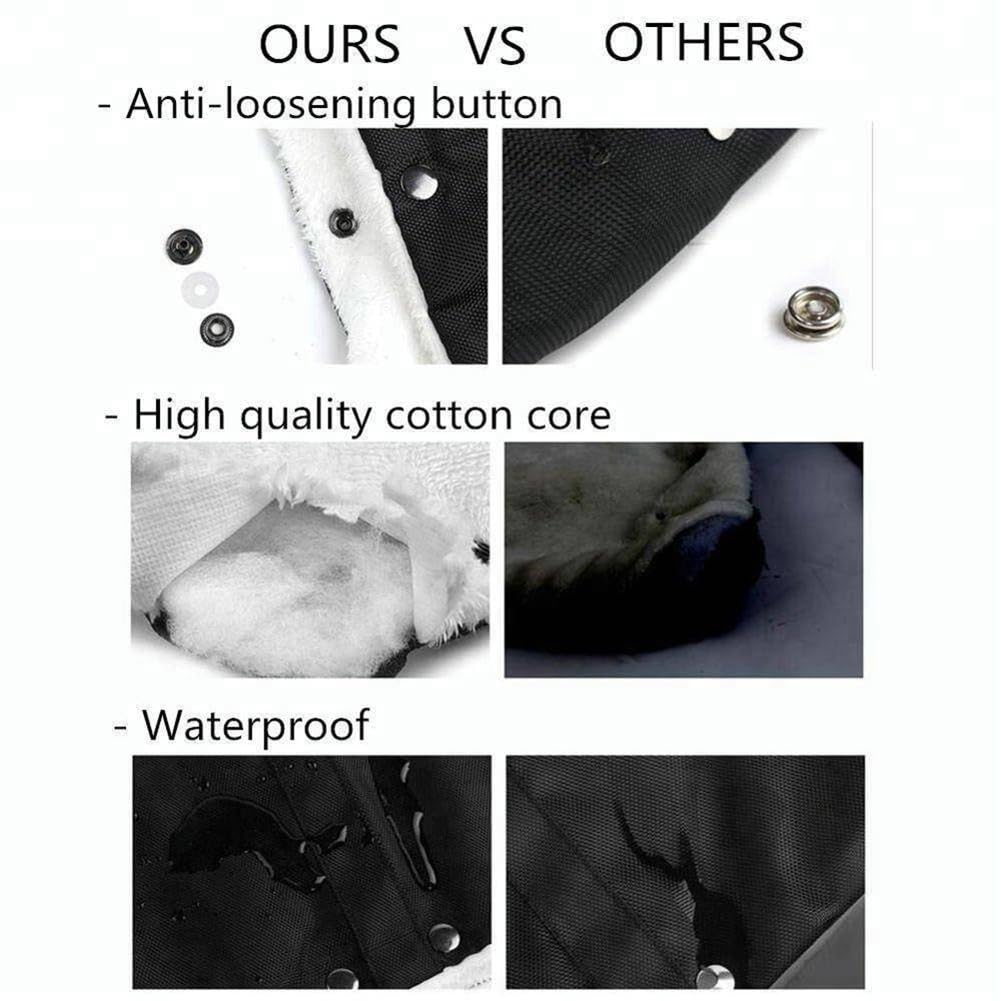 OURS VS OTHERS
- Anti-loosening button
- High quality cotton core
- Waterproof